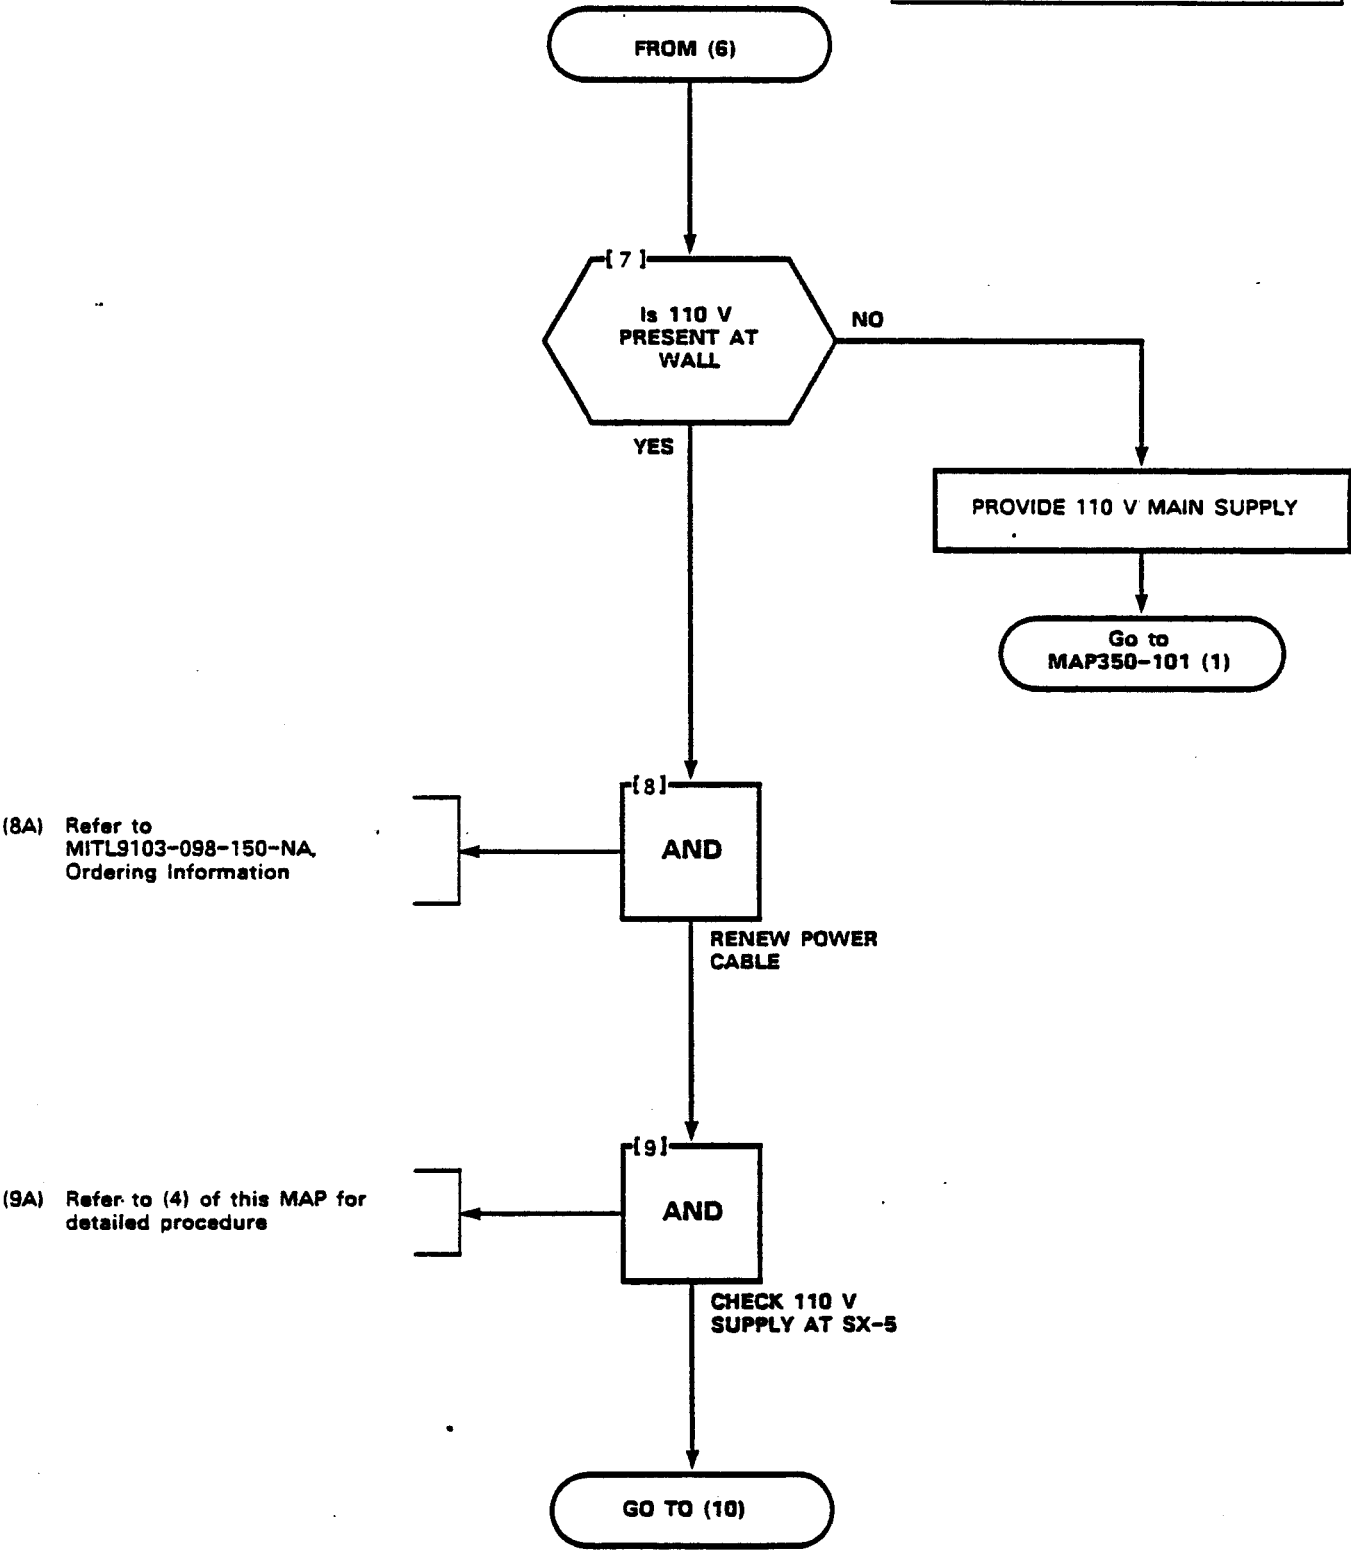 FROM (6)
[7]
Is 110 V
PRESENT AT
WALL
NO
YES
PROVIDE 110 V MAIN SUPPLY
Go to
MAP350-101 (1)
[8]
AND
(8A) Refer to
MITL9103-098-150-NA,
Ordering Information
RENEW POWER
CABLE
[9]
AND
(9A) Refer to (4) of this MAP for
detailed procedure
CHECK 110 V
SUPPLY AT SX-5
GO TO (10)